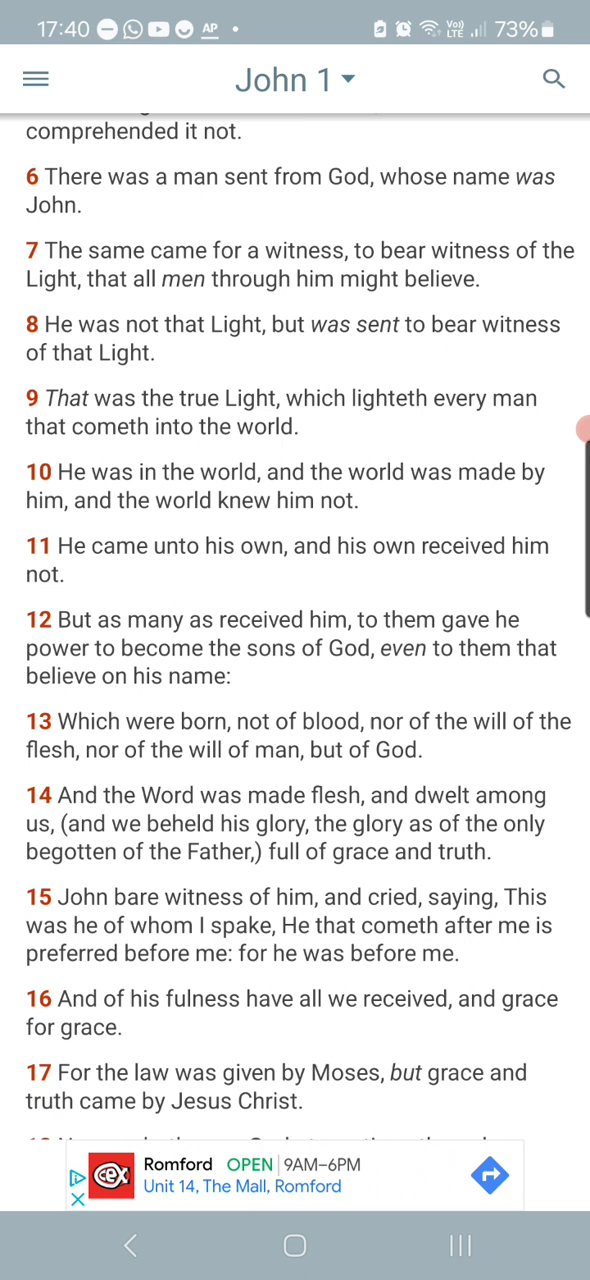 17:40 AP Vo) LTE 73%
John 1
comprehended it not.
6 There was a man sent from God, whose name was
John.
7 The same came for a witness, to bear witness of the
Light, that all men through him might believe.
8 He was not that Light, but was sent to bear witness
of that Light.
9 That was the true Light, which lighteth every man
that cometh into the world.
10 He was in the world, and the world was made by
him, and the world knew him not.
11 He came unto his own, and his own received him
not.
12 But as many as received him, to them gave he
power to become the sons of God, even to them that
believe on his name:
13 Which were born, not of blood, nor of the will of the
flesh, nor of the will of man, but of God.
14 And the Word was made flesh, and dwelt among
us, (and we beheld his glory, the glory as of the only
begotten of the Father,) full of grace and truth.
15 John bare witness of him, and cried, saying, This
was he of whom I spake, He that cometh after me is
preferred before me: for he was before me.
16 And of his fulness have all we received, and grace
for grace.
17 For the law was given by Moses, but grace and
truth came by Jesus Christ.
cex
Romford OPEN 9AM–6PM
Unit 14, The Mall, Romford